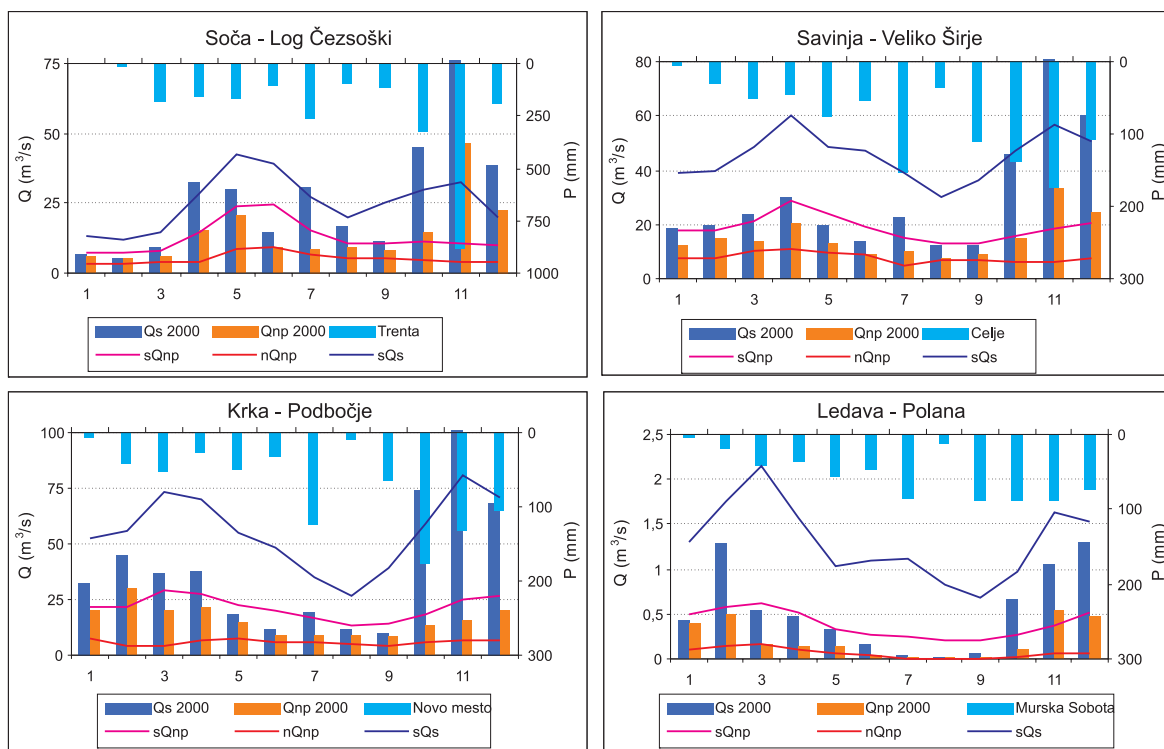 Soča - Log Čezsoški
75
50
25
0
Q (m³/s)
0
250
500
750
1000
P (mm)
1 3 5 7 9 11
Qs 2000 Qnp 2000 Trenta
sQnp nQnp sQs
Savinja - Veliko Širje
80
60
40
20
0
Q (m³/s)
0
100
200
300
P (mm)
1 3 5 7 9 11
Qs 2000 Qnp 2000 Celje
sQnp nQnp sQs
Krka - Podbočje
100
75
50
25
0
Q (m³/s)
0
100
200
300
P (mm)
1 3 5 7 9 11
Qs 2000 Qnp 2000 Novo mesto
sQnp nQnp sQs
Ledava - Polana
2,5
2
1,5
1
0,5
0
Q (m³/s)
0
100
200
300
P (mm)
1 3 5 7 9 11
Qs 2000 Qnp 2000 Murska Sobota
sQnp nQnp sQs